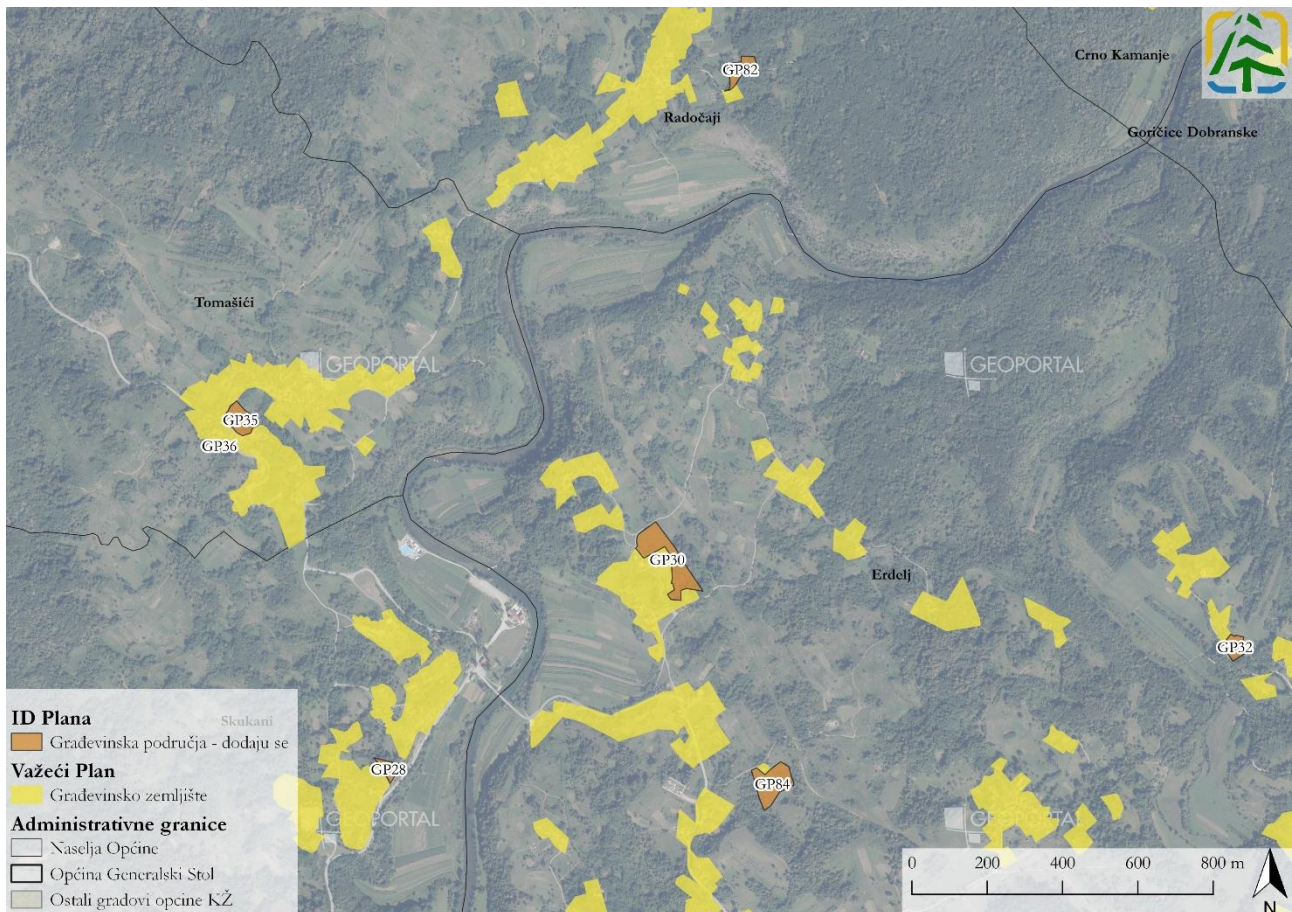 Crno Kamanje
GP82
Radočaji
Goričice Dobranske
Tomašići
GEOPORTAL
GEOPORTAL
GP35
GP36
GP30
Erdelj
GP32
ID Plana
Skukani
Građevinska područja - dodaju se
Važeći Plan
GP28
GP84
Građevinsko zemljište
GEOPORTAL
GEOPORTAL
Administrativne granice
Naselja Općine
Općina Generalski Stol
Ostali gradovi opcine KŽ
0 200 400 600 800 m
N